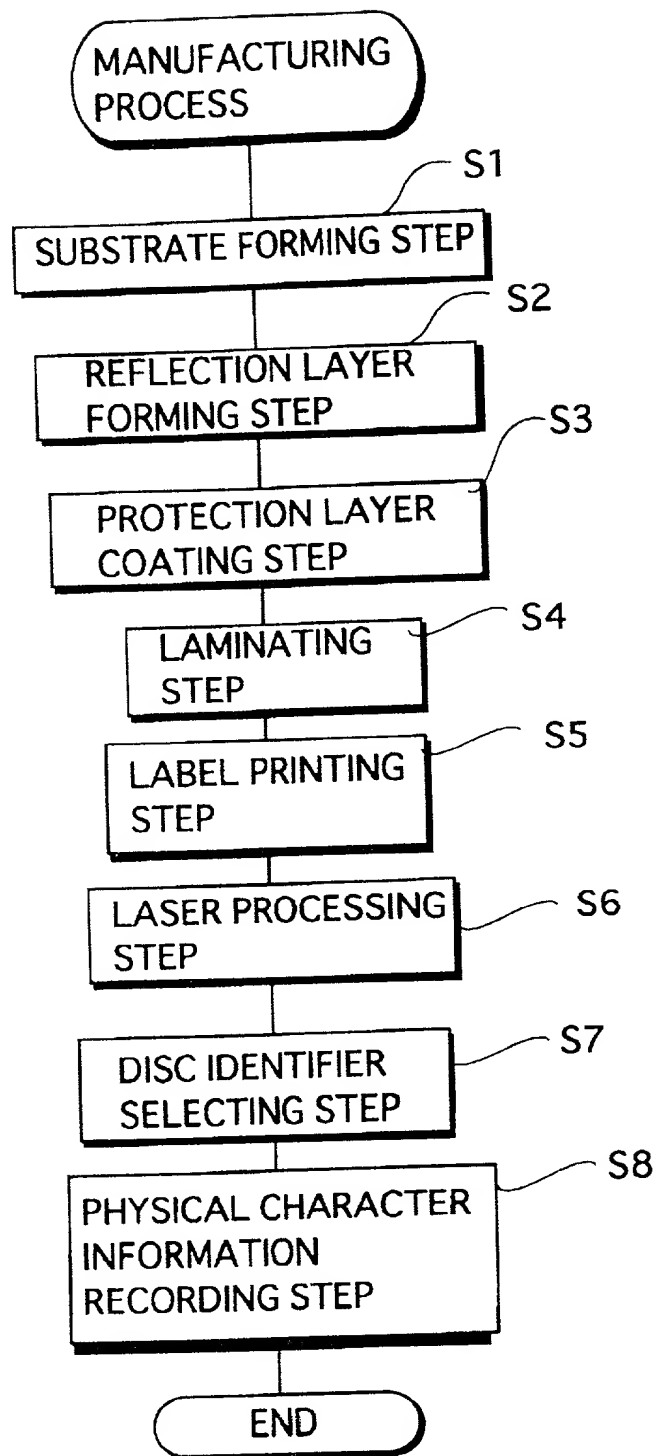 MANUFACTURING
PROCESS
S1
SUBSTRATE FORMING STEP
S2
REFLECTION LAYER
FORMING STEP
S3
PROTECTION LAYER
COATING STEP
S4
LAMINATING
STEP
S5
LABEL PRINTING
STEP
S6
LASER PROCESSING
STEP
S7
DISC IDENTIFIER
SELECTING STEP
S8
PHYSICAL CHARACTER
INFORMATION
RECORDING STEP
END